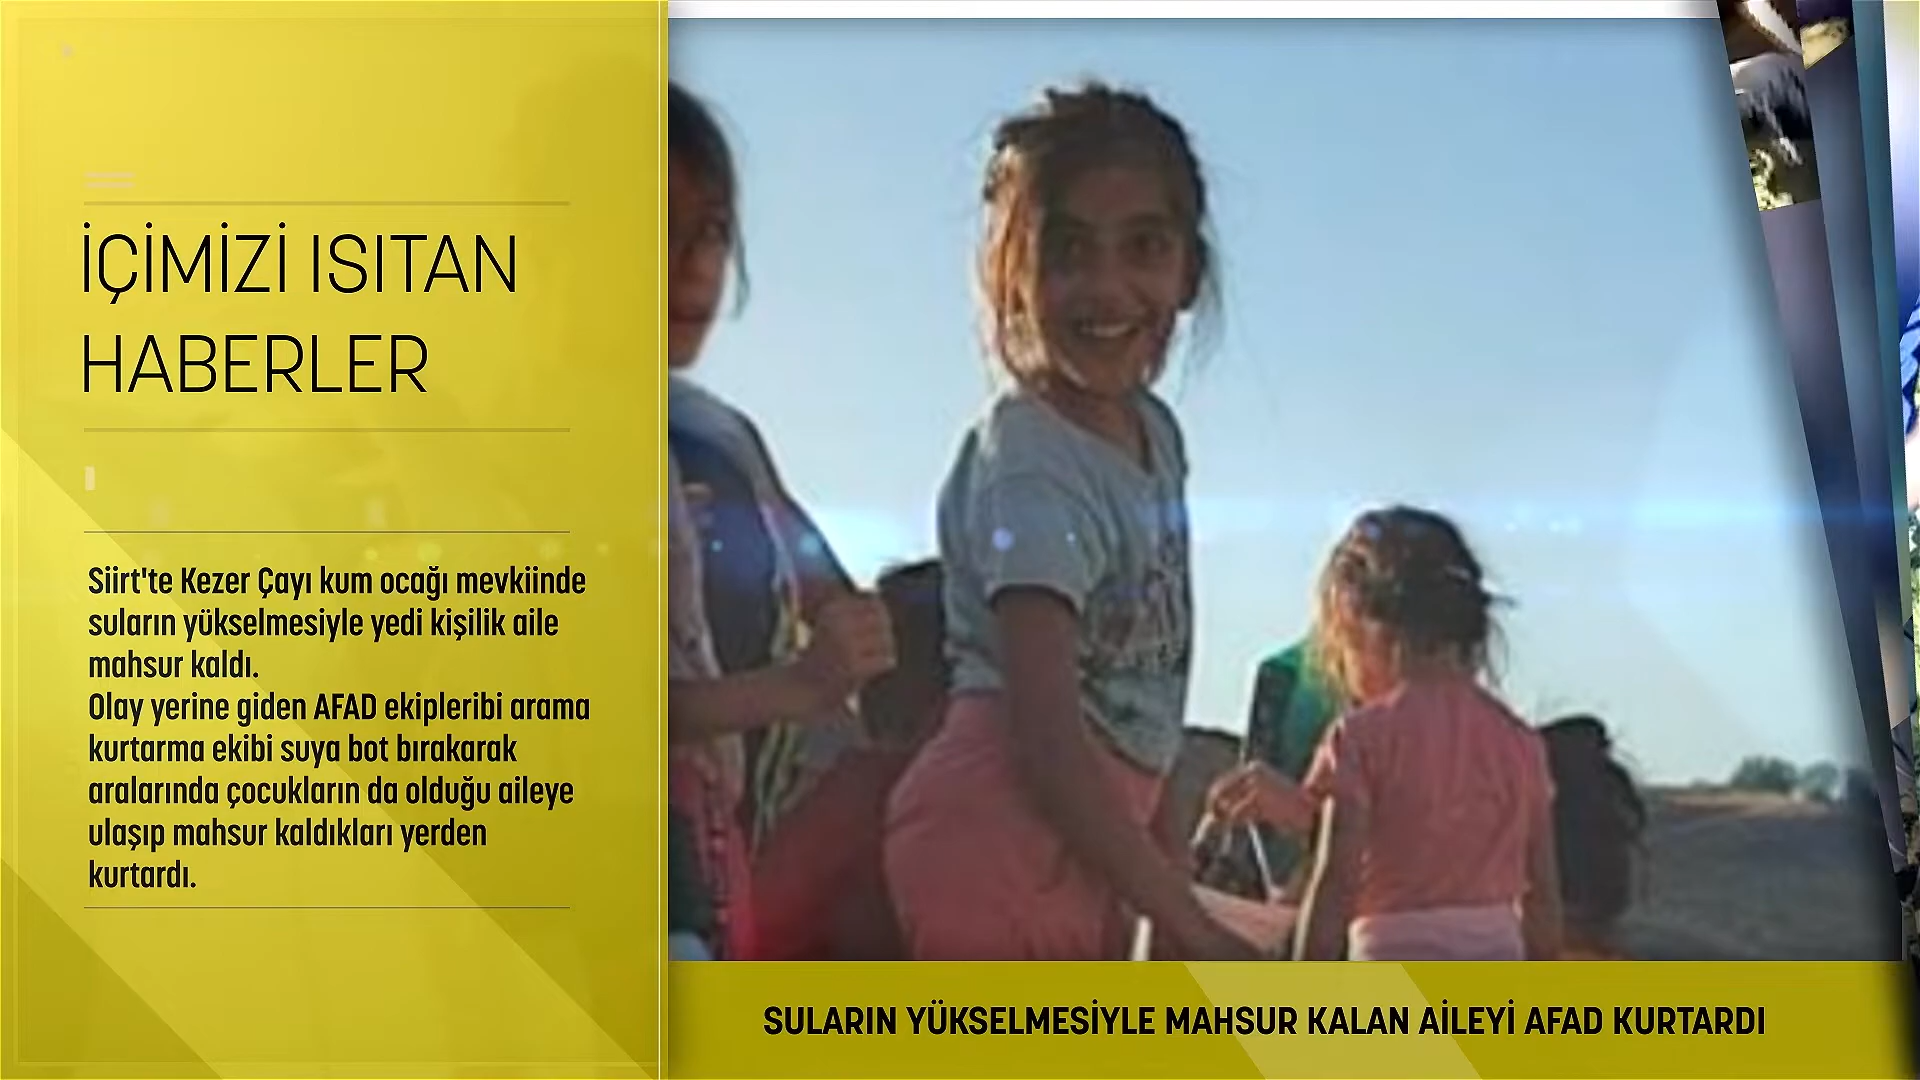 İÇİMİZİ ISITAN
HABERLER
Siirt'te Kezer Çayı kum ocağı mevkiinde
suların yükselmesiyle yedi kişilik aile
mahsur kaldı.
Olay yerine giden AFAD ekipleribi arama
kurtarma ekibi suya bot bırakarak
aralarında çocukların da olduğu aileye
ulaşıp mahsur kaldıkları yerden
kurtardı.
SULARIN YÜKSELMESİYLE MAHSUR KALAN AİLEYİ AFAD KURTARDI